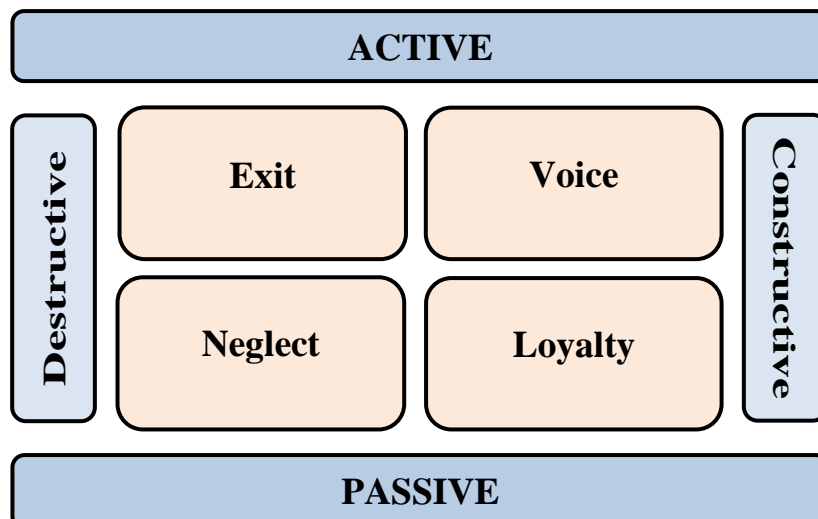 ACTIVE
Destructive
Exit
Voice
Constructive
Neglect
Loyalty
PASSIVE